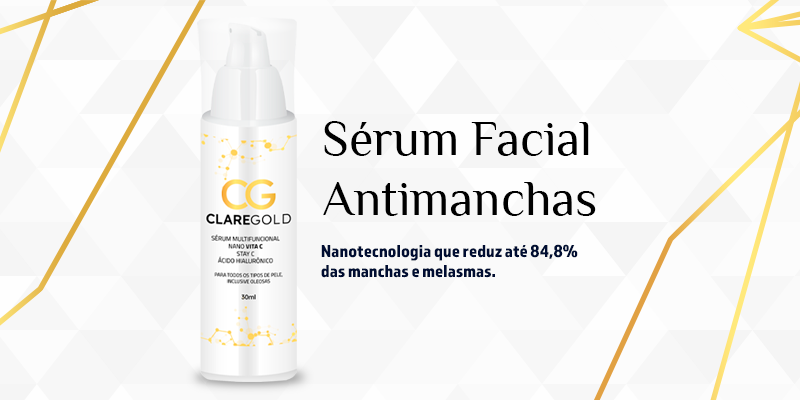 CG
CLAREGOLD
SÉRUM MULTIFUNCIONAL
NANO VITA C
STAY C
ÁCIDO HIALURÔNICO
PARA TODOS OS TIPOS DE PELE,
INCLUSIVE OLEOSAS
30ml
Sérum Facial
Antimanchas
Nanotecnologia que reduz até 84,8%
das manchas e melasmas.